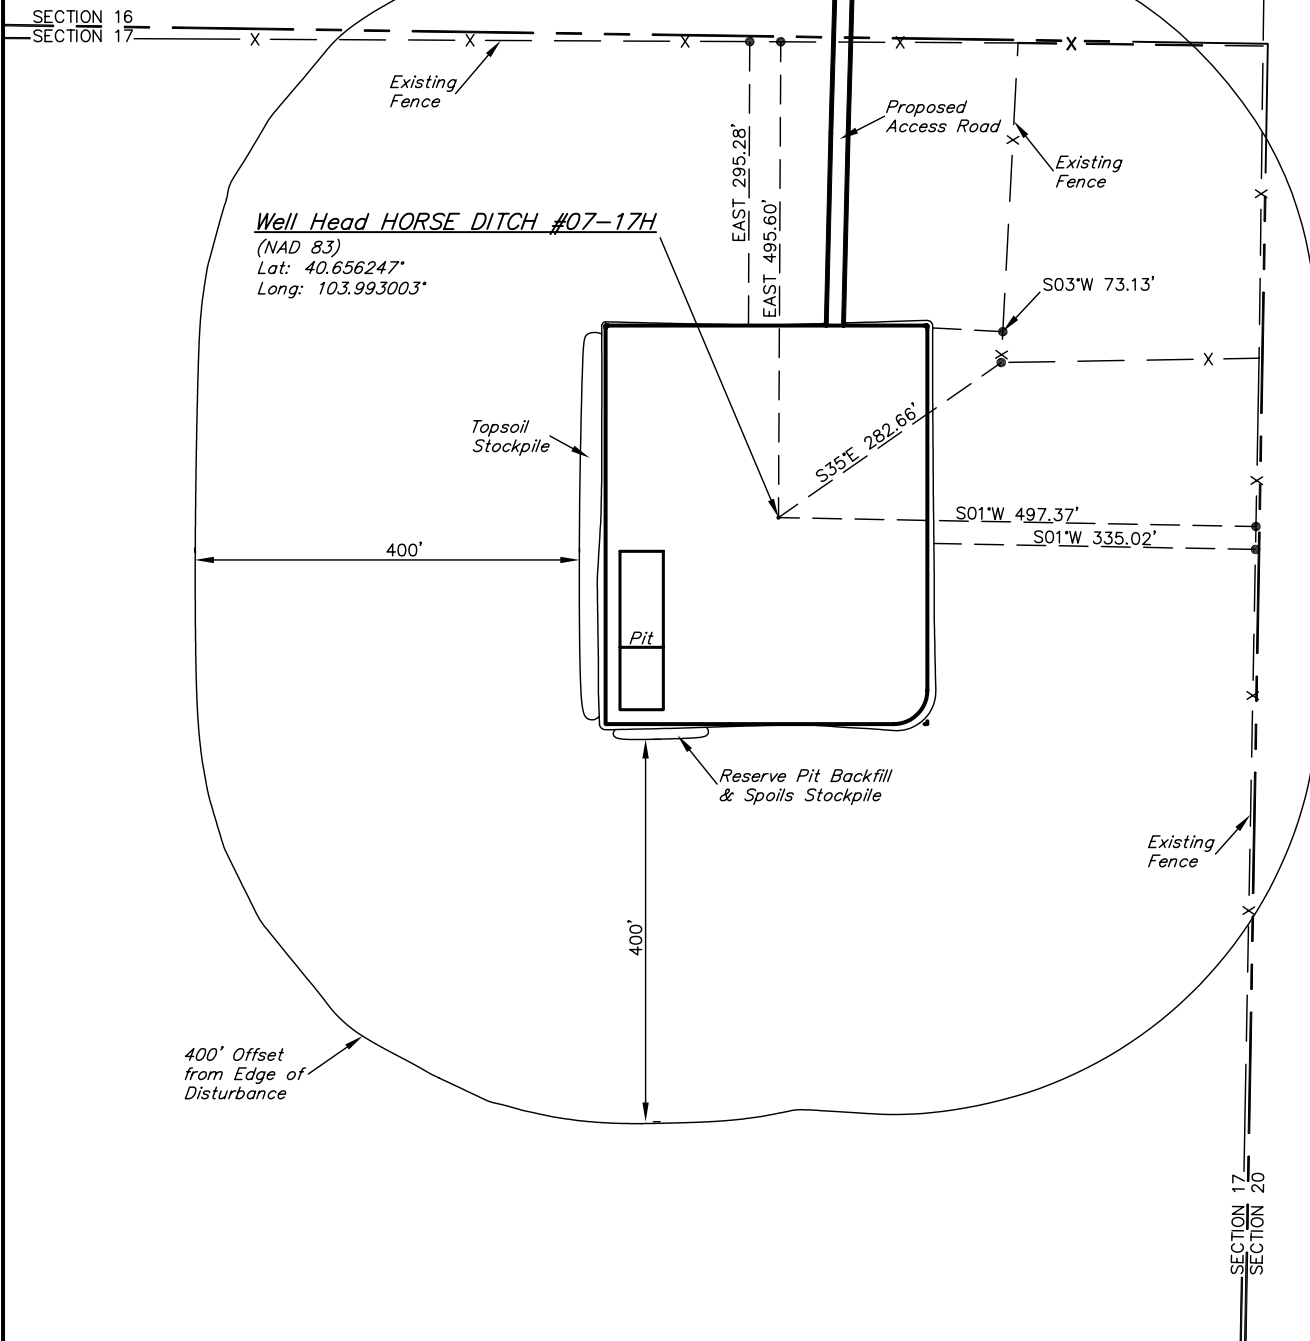 SECTION 16
SECTION 17
Existing
Fence
Proposed
Access Road
Existing
Fence
EAST 295.28'
EAST 495.60'
Well Head HORSE DITCH #07-17H
(NAD 83)
Lat: 40.656247°
Long: 103.993003°
S03°W 73.13'
Topsoil
Stockpile
S35°E 282.66'
S01°W 497.37'
S01°W 335.02'
400'
Pit
Reserve Pit Backfill
& Spoils Stockpile
Existing
Fence
400'
400' Offset
from Edge of
Disturbance
SECTION 17
SECTION 20